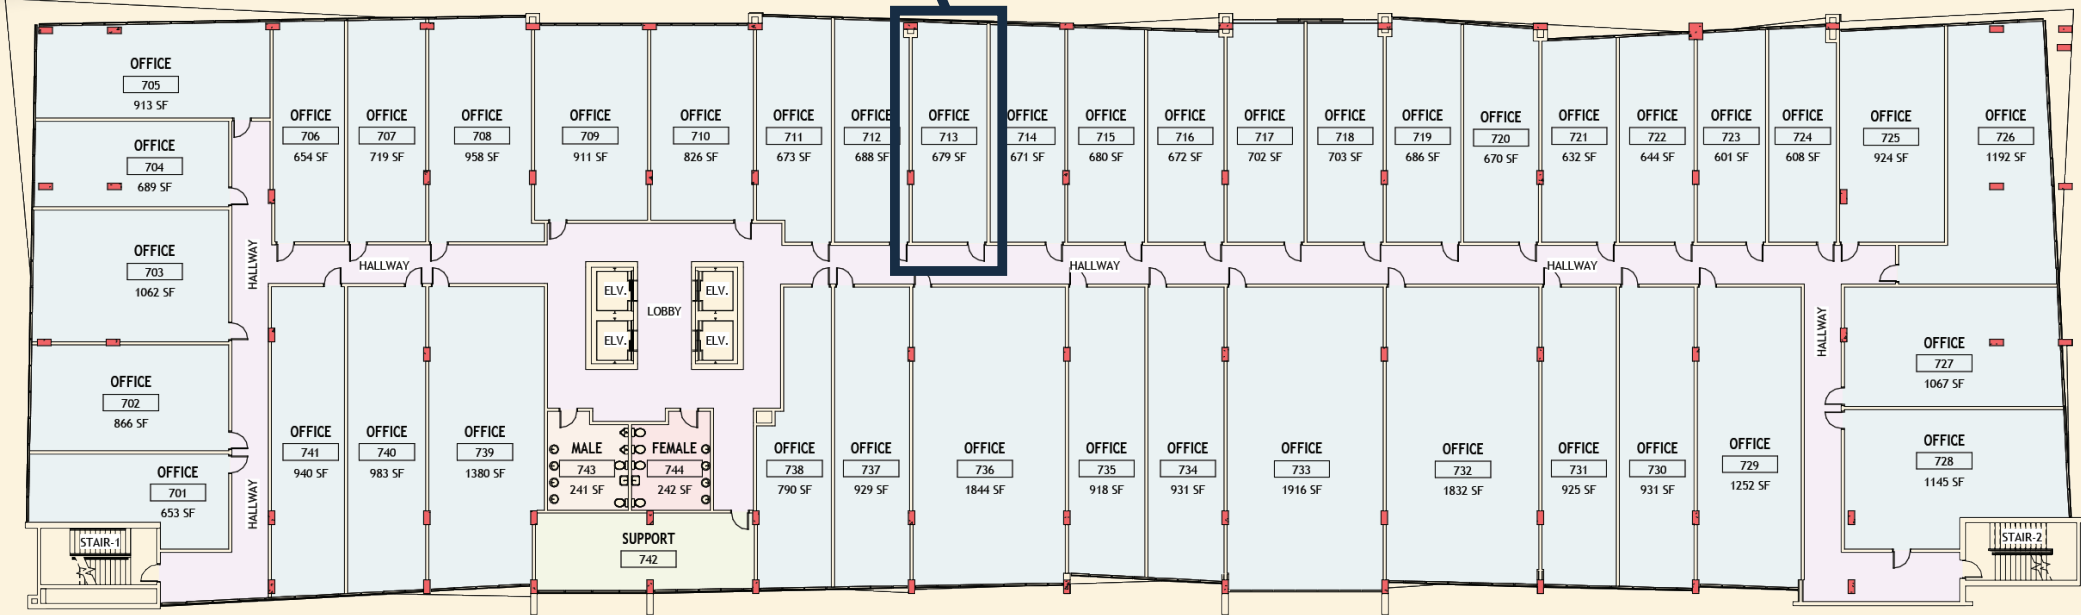 OFFICE
705
913 SF
OFFICE
704
689 SF
OFFICE
703
1062 SF
OFFICE
702
866 SF
OFFICE
701
653 SF
STAIR-1
HALLWAY
HALLWAY
OFFICE
706
654 SF
OFFICE
707
719 SF
OFFICE
708
958 SF
OFFICE
709
911 SF
OFFICE
710
826 SF
OFFICE
711
673 SF
OFFICE
712
688 SF
OFFICE
713
679 SF
OFFICE
714
671 SF
OFFICE
715
680 SF
OFFICE
716
672 SF
OFFICE
717
702 SF
OFFICE
718
703 SF
OFFICE
719
686 SF
OFFICE
720
670 SF
OFFICE
721
632 SF
OFFICE
722
644 SF
OFFICE
723
601 SF
OFFICE
724
608 SF
OFFICE
725
924 SF
OFFICE
726
1192 SF
HALLWAY
HALLWAY
HALLWAY
ELV.
ELV.
LOBBY
ELV.
ELV.
OFFICE
741
940 SF
OFFICE
740
983 SF
OFFICE
739
1380 SF
MALE
743
241 SF
FEMALE
744
242 SF
SUPPORT
742
OFFICE
738
790 SF
OFFICE
737
929 SF
OFFICE
736
1844 SF
OFFICE
735
918 SF
OFFICE
734
931 SF
OFFICE
733
1916 SF
OFFICE
732
1832 SF
OFFICE
731
925 SF
OFFICE
730
931 SF
OFFICE
729
1252 SF
HALLWAY
OFFICE
727
1067 SF
OFFICE
728
1145 SF
STAIR-2